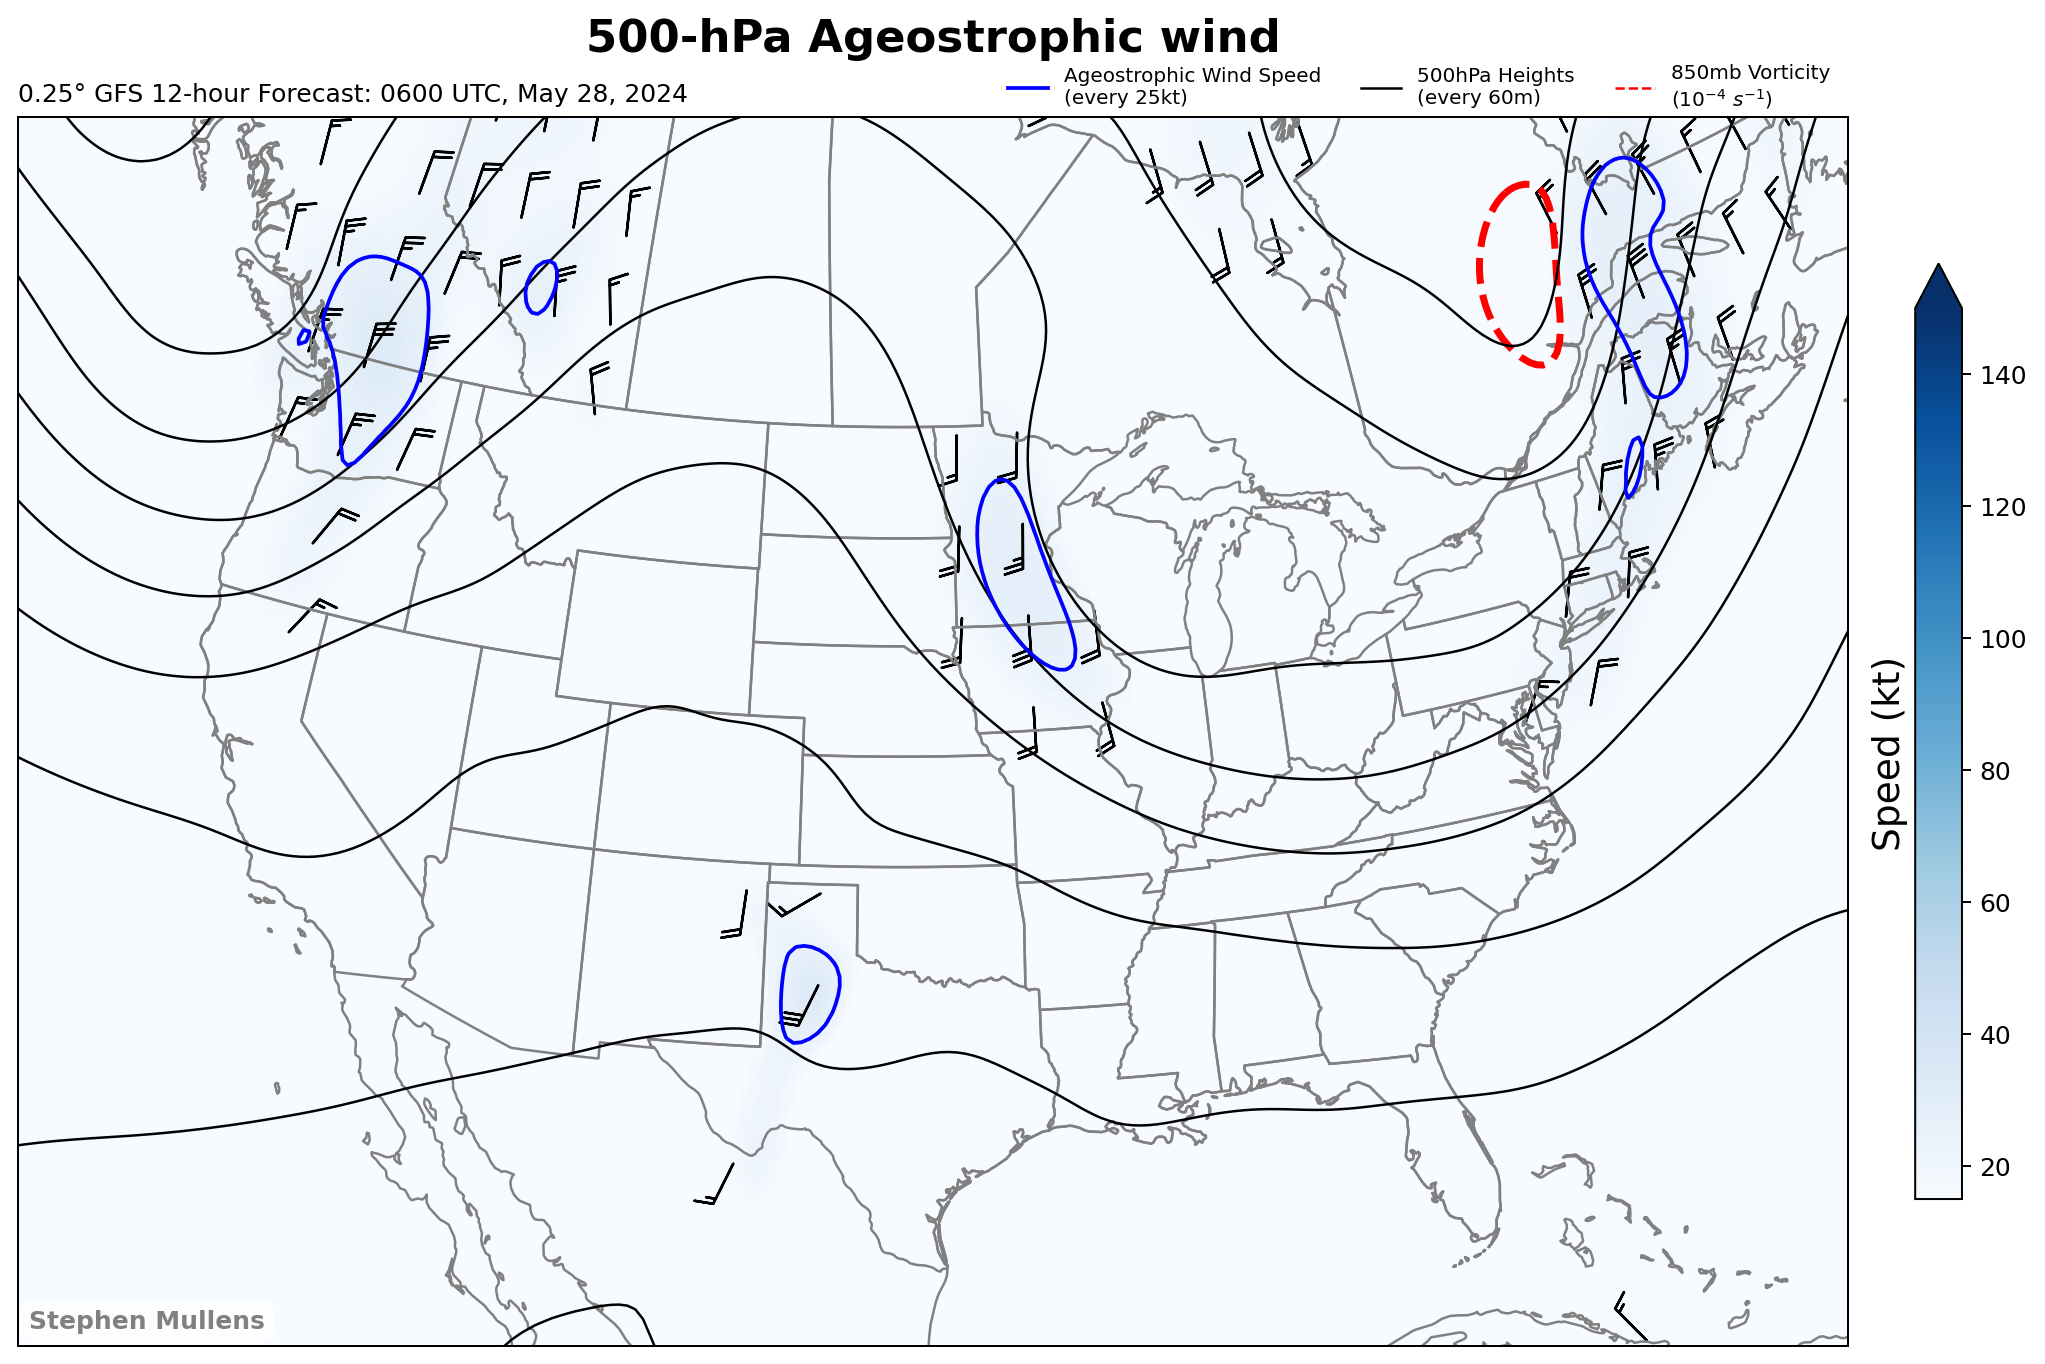 500-hPa Ageostrophic wind
0.25° GFS 12-hour Forecast: 0600 UTC, May 28, 2024
Ageostrophic Wind Speed
(every 25kt)
500hPa Heights
(every 60m)
850mb Vorticity
(10⁻⁴ s⁻¹)
140
120
100
80
60
40
20
Speed (kt)
Stephen Mullens